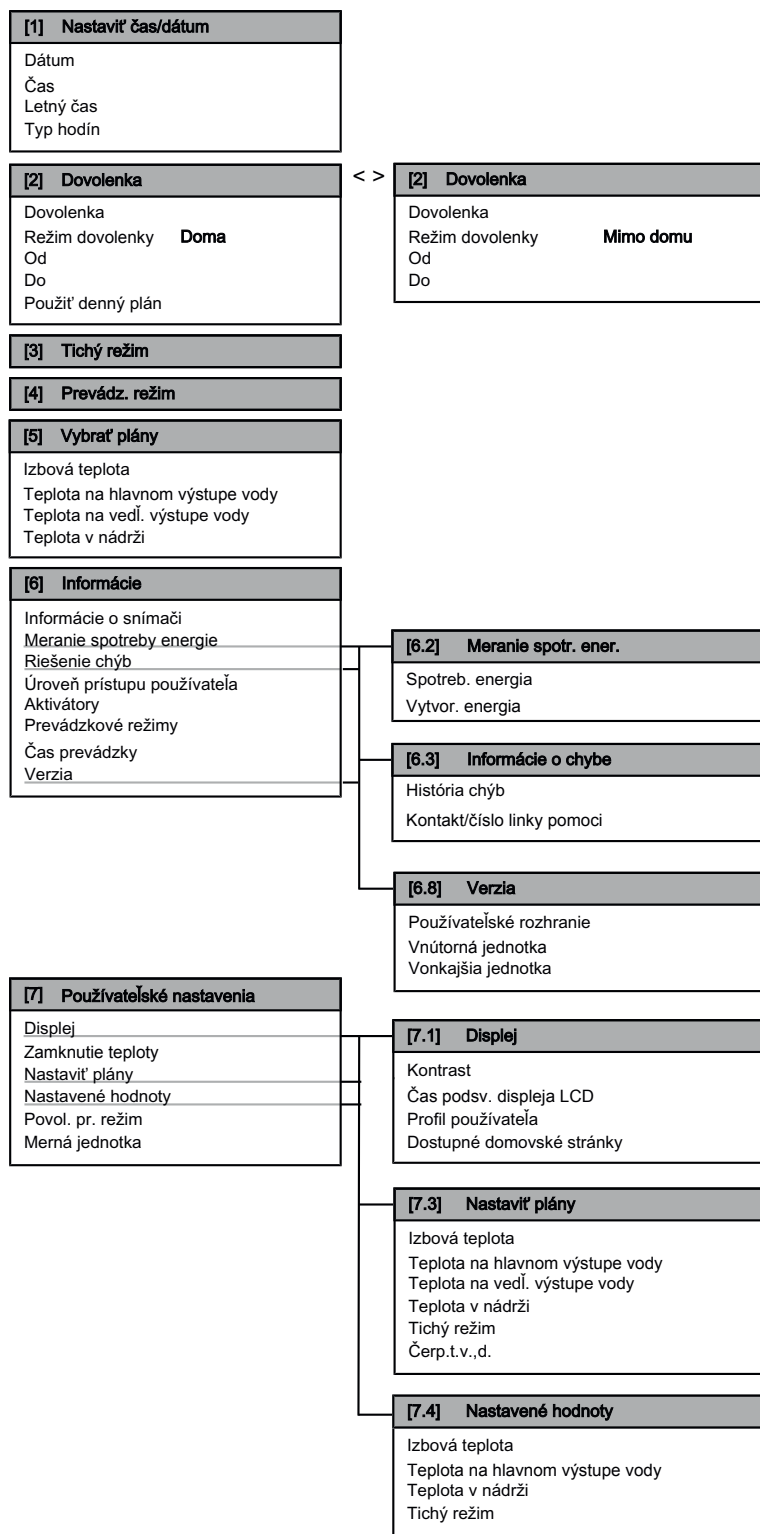 [1] Nastaviť čas/dátum
Dátum
Čas
Letný čas
Typ hodín
[2] Dovolenka
Dovolenka
Režim dovolenky Doma
Od
Do
Použiť denný plán
< >
[2] Dovolenka
Dovolenka
Režim dovolenky Mimo domu
Od
Do
[3] Tichý režim
[4] Prevádz. režim
[5] Vybrať plány
Izbová teplota
Teplota na hlavnom výstupe vody
Teplota na vedľ. výstupe vody
Teplota v nádrži
[6] Informácie
Informácie o snímači
Meranie spotreby energie
Riešenie chýb
Úroveň prístupu používateľa
Aktivátory
Prevádzkové režimy
Čas prevádzky
Verzia
[6.2] Meranie spotr. ener.
Spotreb. energia
Vytvor. energia
[6.3] Informácie o chybe
História chýb
Kontakt/číslo linky pomoci
[6.8] Verzia
Používateľské rozhranie
Vnútorná jednotka
Vonkajšia jednotka
[7] Používateľské nastavenia
Displej
Zamknutie teploty
Nastaviť plány
Nastavené hodnoty
Povol. pr. režim
Merná jednotka
[7.1] Displej
Kontrast
Čas podsv. displeja LCD
Profil používateľa
Dostupné domovské stránky
[7.3] Nastaviť plány
Izbová teplota
Teplota na hlavnom výstupe vody
Teplota na vedľ. výstupe vody
Teplota v nádrži
Tichý režim
Čerp.t.v.,d.
[7.4] Nastavené hodnoty
Izbová teplota
Teplota na hlavnom výstupe vody
Teplota v nádrži
Tichý režim